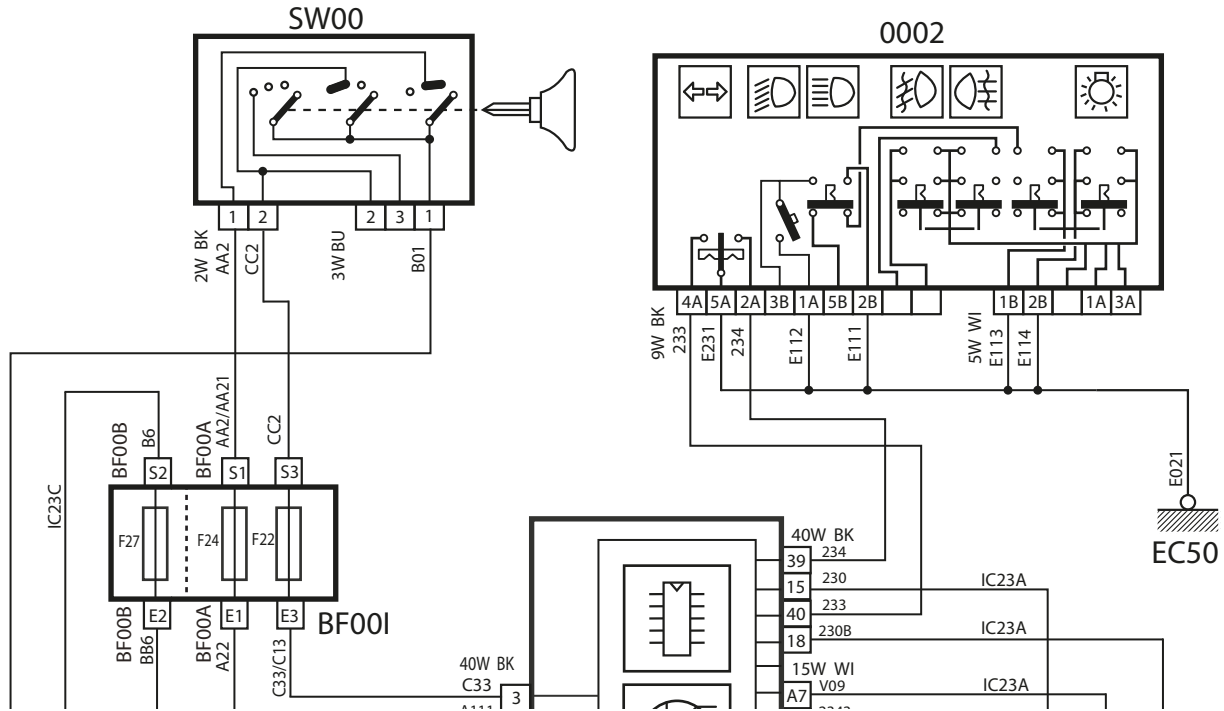 SW00
0002
1 2 2 3 1
2W BK
AA2
CC2
3W BU
B01
4A 5A 2A 3B 1A 5B 2B
1B 2B 1A 3A
9W BK
233
E231
234
E112
E111
5W WI
E113
E114
IC23C
BF00B
B6
BF00A
AA2/AA21
CC2
S2 S1 S3
F27 F24 F22
E2 E1 E3
BF00I
BF00B
BB6
BF00A
A22
C33/C13
E021
EC50
40W BK
39 234
15 230 IC23A
40 233
18 230B IC23A
15W WI
A7 V09 IC23A
40W BK
C33 3